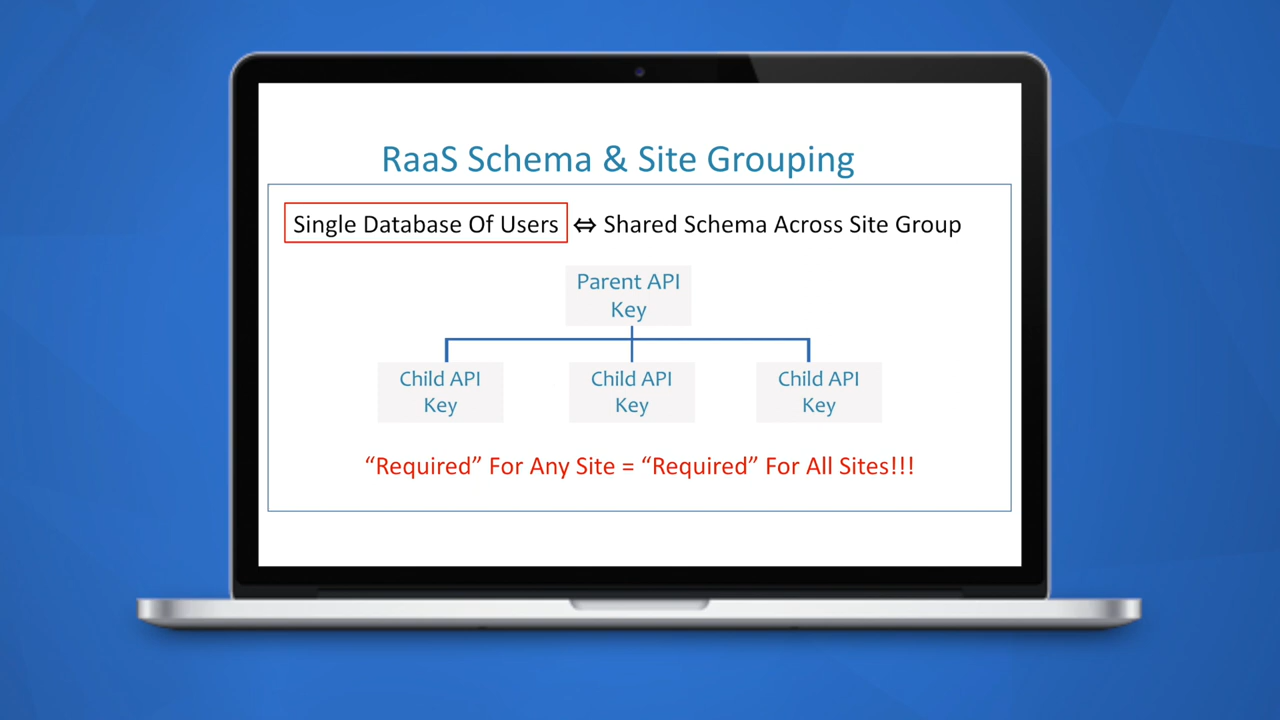 RaaS Schema & Site Grouping
Single Database Of Users ⇔ Shared Schema Across Site Group
Parent API
Key
Child API
Key
Child API
Key
Child API
Key
“Required” For Any Site = “Required” For All Sites!!!